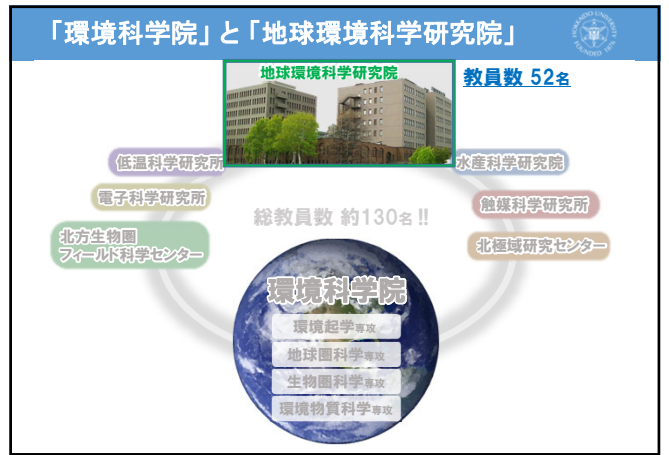 「環境科学院」と「地球環境科学研究院」
HOKKAIDO UNIVERSITY
FOUNDED 1876
地球環境科学研究院
教員数 52名
低温科学研究所
水産科学研究院
電子科学研究所
触媒科学研究所
総教員数 約130名!!
北方生物圏
フィールド科学センター
北極域研究センター
環境科学院
環境起学専攻
地球圏科学専攻
生物圏科学専攻
環境物質科学専攻